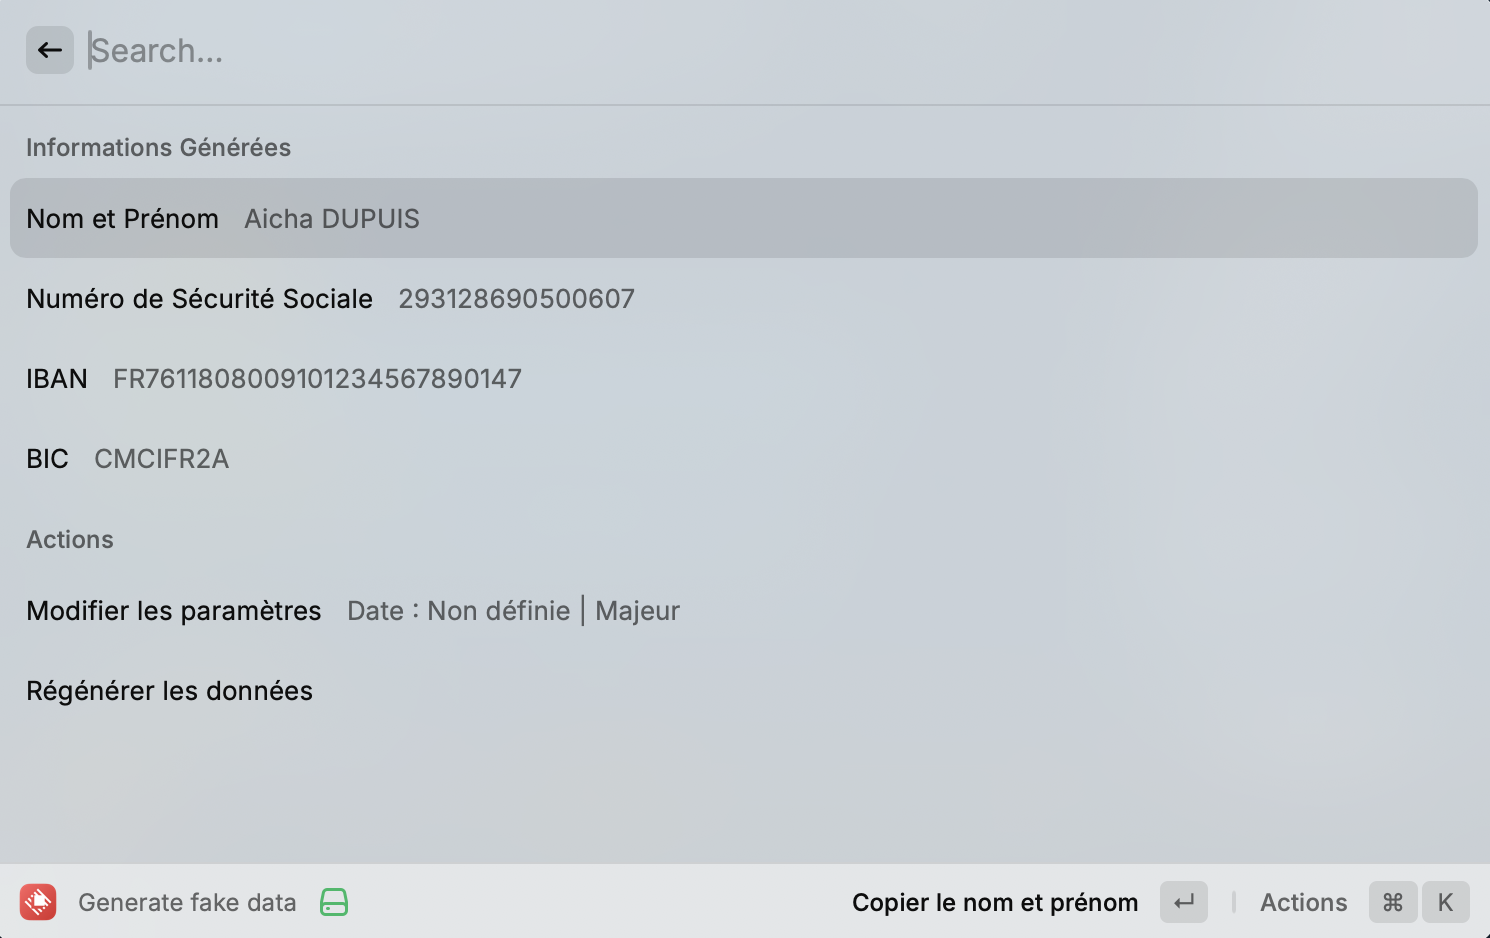 Search...
Informations Générées
Nom et Prénom Aicha DUPUIS
Numéro de Sécurité Sociale 293128690500607
IBAN FR7611808009101234567890147
BIC CMCIFR2A
Actions
Modifier les paramètres Date : Non définie | Majeur
Régénérer les données
Generate fake data Copier le nom et prénom ↵ | Actions ⌘ K